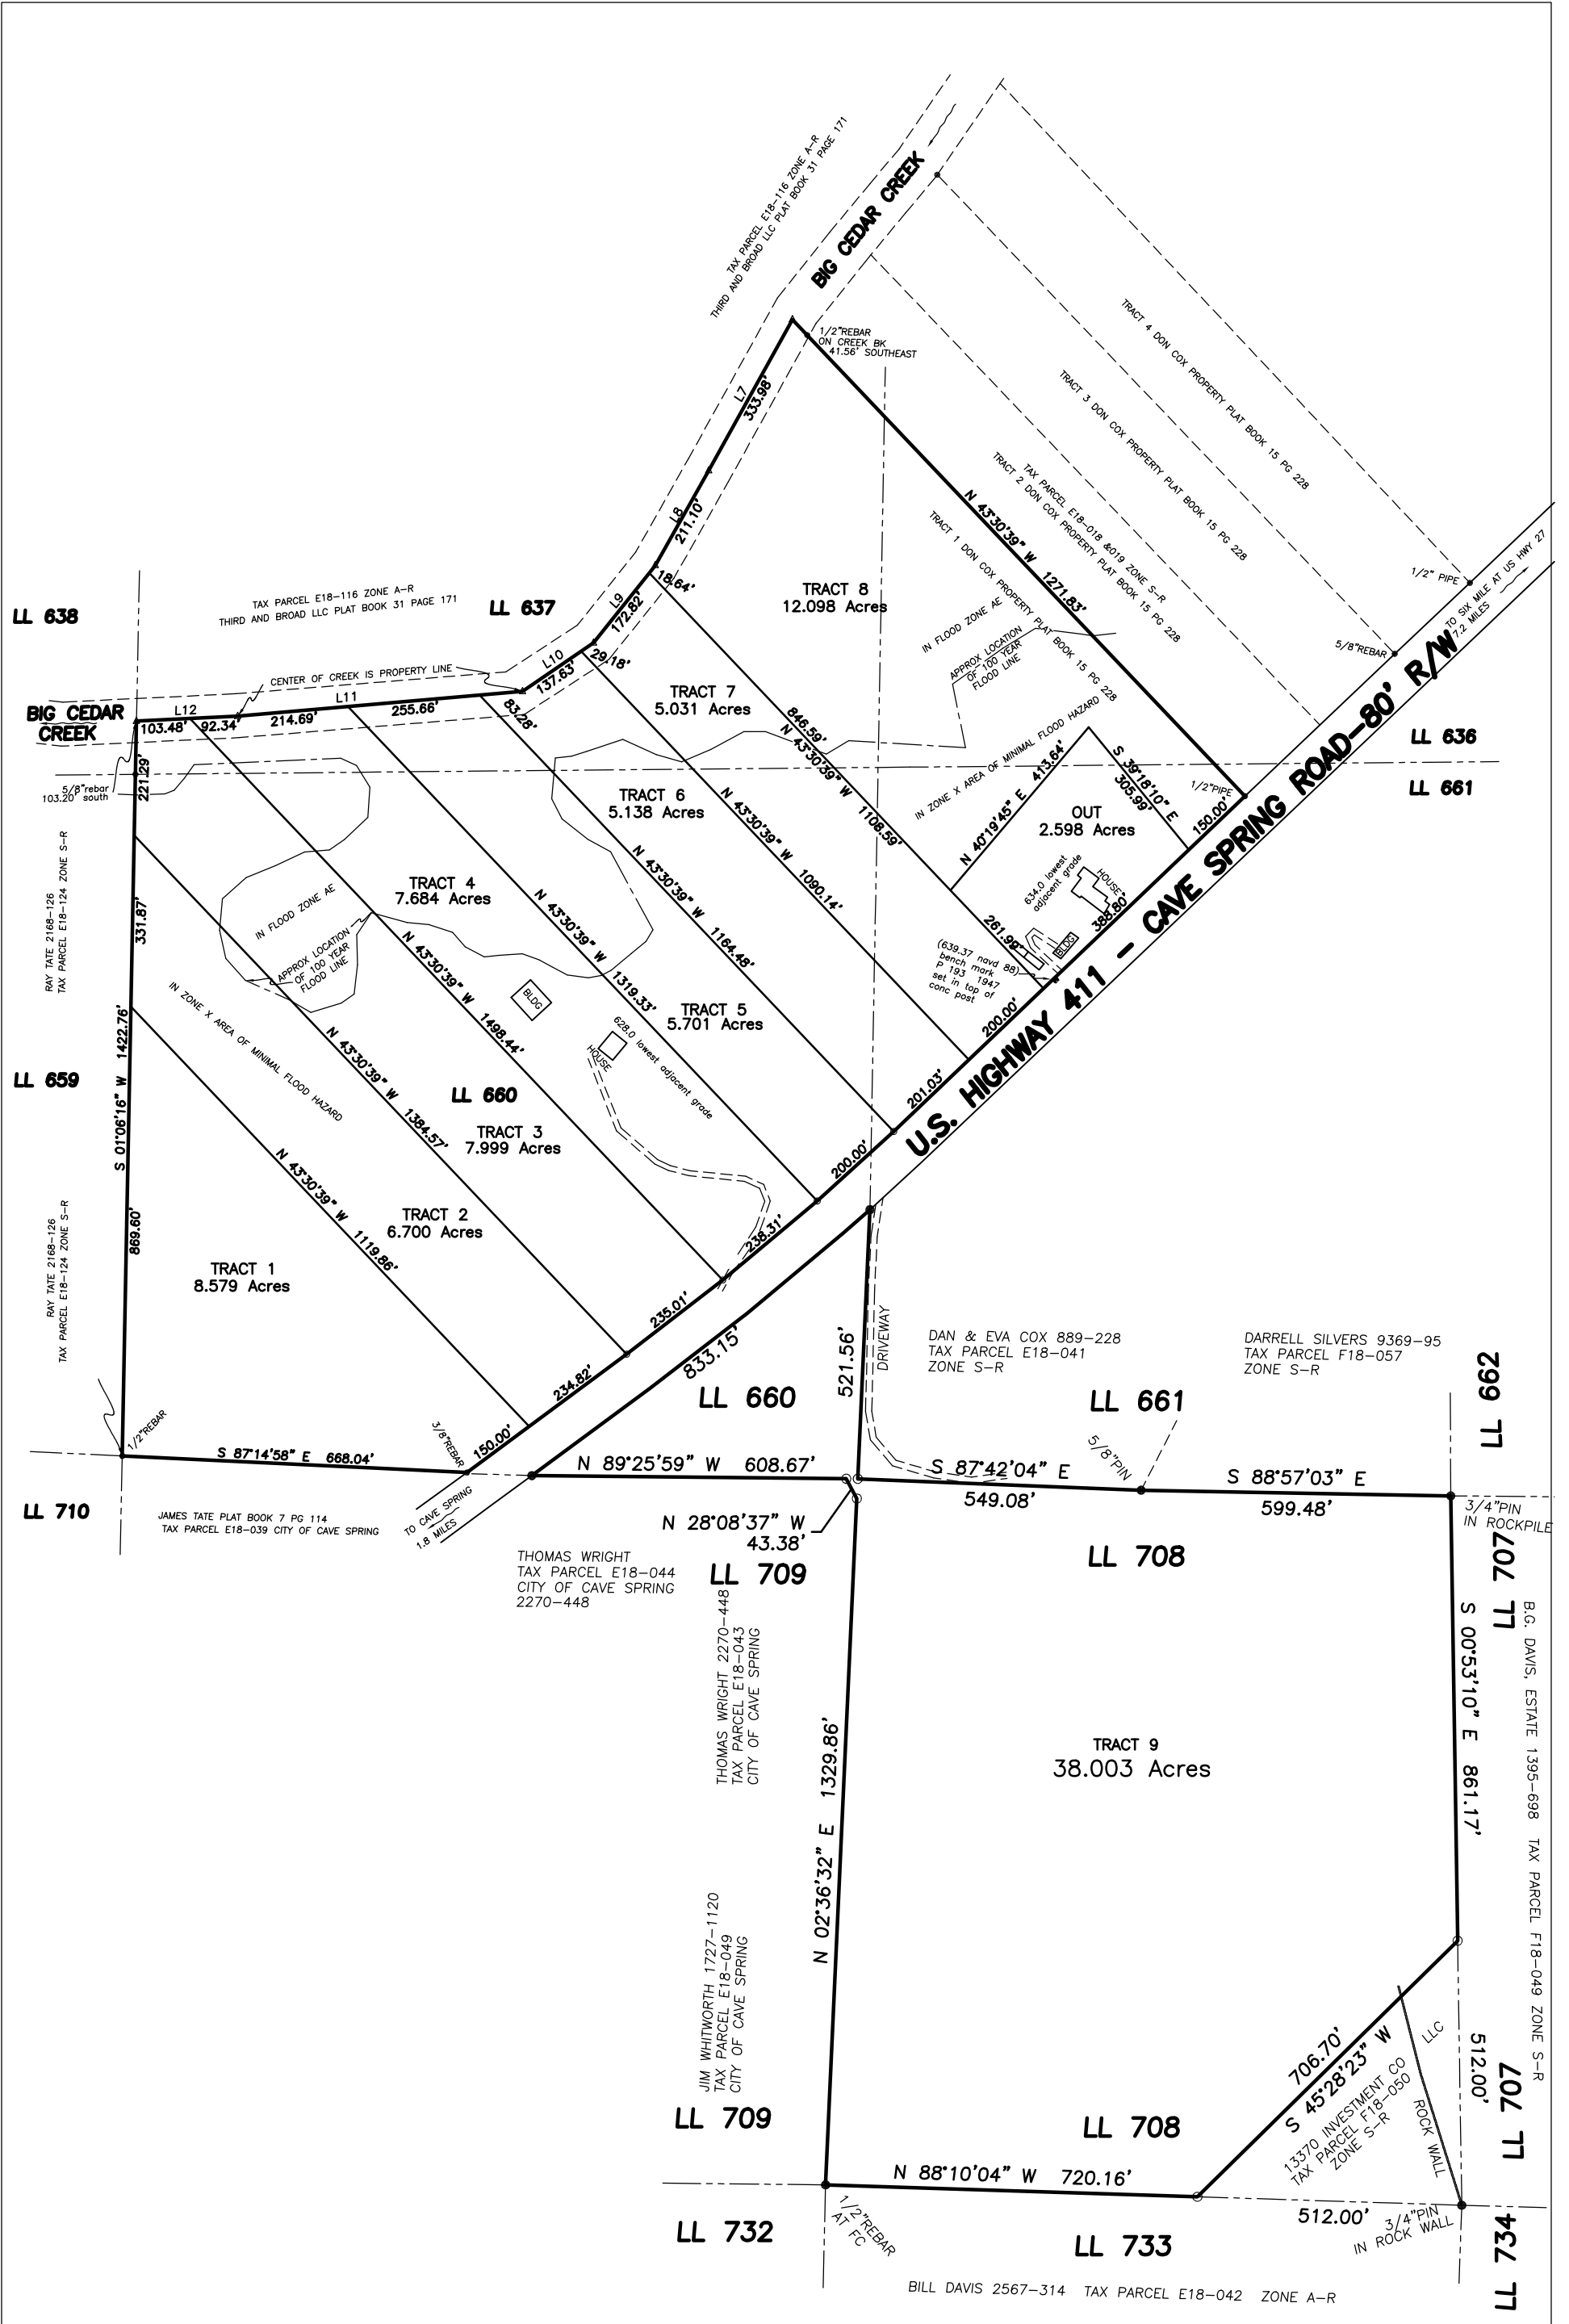 TAX PARCEL E18-116 ZONE A-R
THIRD AND BROAD LLC PLAT BOOK 31 PAGE 171
BIG CEDAR CREEK
1/2"REBAR
ON CREEK BK
41.56' SOUTHEAST
TRACT 4 DON COX PROPERTY PLAT BOOK 15 PG 228
TRACT 3 DON COX PROPERTY PLAT BOOK 15 PG 228
TAX PARCEL E18-018 &019 ZONE S-R
TRACT 2 DON COX PROPERTY PLAT BOOK 15 PG 228
N 43°30'39" W 1271.83'
TRACT 1 DON COX PROPERTY PLAT BOOK 15 PG 228
L7
333.98'
L8
211.10'
L9
172.82'
18.64'
L10
137.63'
29.18'
TRACT 8
12.098 Acres
IN FLOOD ZONE AE
APPROX LOCATION
OF 100 YEAR
FLOOD LINE
IN ZONE X AREA OF MINIMAL FLOOD HAZARD
1/2" PIPE
5/8"REBAR
TO SIX MILE AT US HWY 27
7.2 MILES
LL 638
TAX PARCEL E18-116 ZONE A-R
THIRD AND BROAD LLC PLAT BOOK 31 PAGE 171
LL 637
CENTER OF CREEK IS PROPERTY LINE
BIG CEDAR
CREEK
L12
103.48'
92.34'
L11
214.69'
255.66'
83.28'
TRACT 7
5.031 Acres
846.59'
N 43°30'39" W 1108.59'
LL 636
LL 661
221.29'
5/8"rebar
103.20' south
TRACT 6
5.138 Acres
N 43°30'39" W 1090.14'
N 40°19'45" E 413.64'
S 39°18'10" E
305.99'
1/2"PIPE
150.00'
OUT
2.598 Acres
634.0 lowest
adjacent grade
HOUSE
388.80'
BLDG
261.99'
(639.37 navd 88)
bench mark
P 193 1947
set in top of
conc post
U.S. HIGHWAY 411 - CAVE SPRING ROAD-80' R/W
RAY TATE 2168-126
TAX PARCEL E18-124 ZONE S-R
331.87'
TRACT 4
7.684 Acres
IN FLOOD ZONE AE
APPROX LOCATION
OF 100 YEAR
FLOOD LINE
N 43°30'39" W 1164.48'
N 43°30'39" W 1319.33'
TRACT 5
5.701 Acres
200.00'
201.03'
BLDG
HOUSE
628.0 lowest adjacent grade
IN ZONE X AREA OF MINIMAL FLOOD HAZARD
N 43°30'39" W 1498.44'
N 43°30'39" W 1384.57'
LL 659
S 01°06'16" W 1422.76'
LL 660
TRACT 3
7.999 Acres
200.00'
238.31'
235.01'
TRACT 2
6.700 Acres
N 43°30'39" W 1119.86'
RAY TATE 2168-126
TAX PARCEL E18-124 ZONE S-R
869.60'
TRACT 1
8.579 Acres
234.82'
150.00'
833.15'
521.56'
DRIVEWAY
DAN & EVA COX 889-228
TAX PARCEL E18-041
ZONE S-R
DARRELL SILVERS 9369-95
TAX PARCEL F18-057
ZONE S-R
LL 660
LL 661
LL 662
1/2"REBAR
S 87°14'58" E 668.04'
3/8"REBAR
N 89°25'59" W 608.67'
S 87°42'04" E
549.08'
5/8"PIN
S 88°57'03" E
599.48'
3/4"PIN
IN ROCKPILE
LL 710
JAMES TATE PLAT BOOK 7 PG 114
TAX PARCEL E18-039 CITY OF CAVE SPRING
TO CAVE SPRING
1.8 MILES
N 28°08'37" W
43.38'
THOMAS WRIGHT
TAX PARCEL E18-044
CITY OF CAVE SPRING
2270-448
LL 709
LL 708
LL 707
THOMAS WRIGHT 2270-448
TAX PARCEL E18-043
CITY OF CAVE SPRING
N 02°36'32" E 1329.86'
TRACT 9
38.003 Acres
S 00°53'10" E 861.17'
B.G. DAVIS, ESTATE 1395-698 TAX PARCEL F18-049 ZONE S-R
JIM WHITWORTH 1727-1120
TAX PARCEL E18-049
CITY OF CAVE SPRING
706.70'
S 45°28'23" W
13370 INVESTMENT CO LLC
TAX PARCEL F18-050
ZONE S-R
ROCK WALL
512.00'
LL 707
LL 709
LL 708
N 88°10'04" W 720.16'
512.00'
1/2"REBAR
AT FC
3/4"PIN
IN ROCK WALL
LL 732
LL 733
LL 734
BILL DAVIS 2567-314 TAX PARCEL E18-042 ZONE A-R